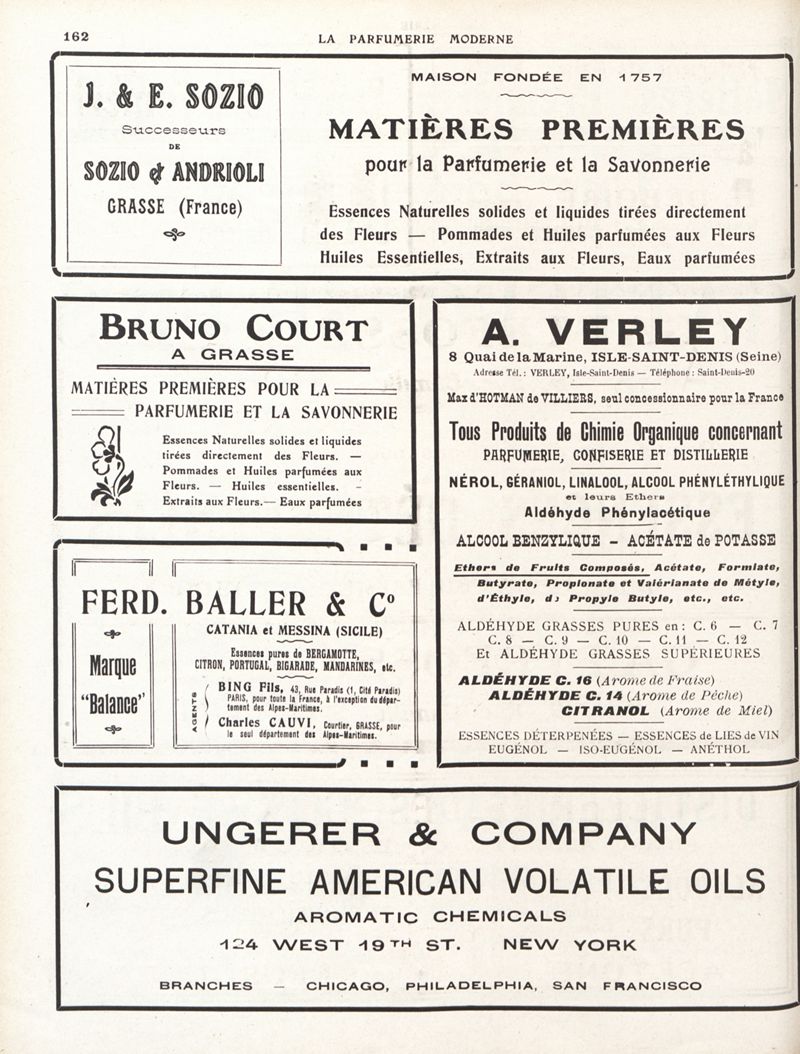 162
LA PARFUMERIE MODERNE
J. & E. SOZIO
Successeurs
DE
SOZIO & ANDRIOLI
GRASSE (France)
MAISON FONDÉE EN 1757
MATIÈRES PREMIÈRES
pour la Parfumerie et la Savonnerie
Essences Naturelles solides et liquides tirées directement
des Fleurs — Pommades et Huiles parfumées aux Fleurs
Huiles Essentielles, Extraits aux Fleurs, Eaux parfumées
BRUNO COURT
A GRASSE
MATIÈRES PREMIÈRES POUR LA
PARFUMERIE ET LA SAVONNERIE
Essences Naturelles solides et liquides
tirées directement des Fleurs. —
Pommades et Huiles parfumées aux
Fleurs. — Huiles essentielles. -
Extraits aux Fleurs. — Eaux parfumées
FERD. BALLER & Cº
Marque
"Balance"
CATANIA et MESSINA (SICILE)
Essences pures de BERGAMOTTE,
CITRON, PORTUGAL, BIGARADE, MANDARINES, etc.
AGENTS
BING Fils, 43, Rue Paradis (1, Cité Paradis)
PARIS, pour toute la France, à l'exception du dépar-
tement des Alpes-Maritimes.
Charles CAUVI, Courtier, GRASSE, pour
le seul département des Alpes-Maritimes.
A. VERLEY
8 Quai de la Marine, ISLE-SAINT-DENIS (Seine)
Adresse Tél.: VERLEY, Isle-Saint-Denis — Téléphone: Saint-Denis-20
Max d'HOTMAN de VILLIERS, seul concessionnaire pour la France
Tous Produits de Chimie Organique concernant
PARFUMERIE, CONFISERIE ET DISTILLERIE
NÉROL, GÉRANIOL, LINALOOL, ALCOOL PHÉNYLÉTHYLIQUE
et leurs Ethers
Aldéhyde Phénylacétique
ALCOOL BENZYLIQUE - ACÉTATE de POTASSE
Ethers de Fruits Composés, Acétate, Formiate,
Butyrate, Propionate et Valérianate de Métyle,
d'Éthyle, de Propyle Butyle, etc., etc.
ALDÉHYDE GRASSES PURES en: C. 6 — C. 7
C. 8 — C. 9 — C. 10 — C. 11 — C. 12
Et ALDÉHYDE GRASSES SUPÉRIEURES
ALDÉHYDE C. 16 (Arome de Fraise)
ALDÉHYDE C. 14 (Arome de Pêche)
CITRANOL (Arome de Miel)
ESSENCES DÉTERPENÉES — ESSENCES de LIES de VIN
EUGÉNOL — ISO-EUGÉNOL — ANÉTHOL
UNGERER & COMPANY
SUPERFINE AMERICAN VOLATILE OILS
AROMATIC CHEMICALS
124 WEST 19TH ST. NEW YORK
BRANCHES — CHICAGO, PHILADELPHIA, SAN FRANCISCO